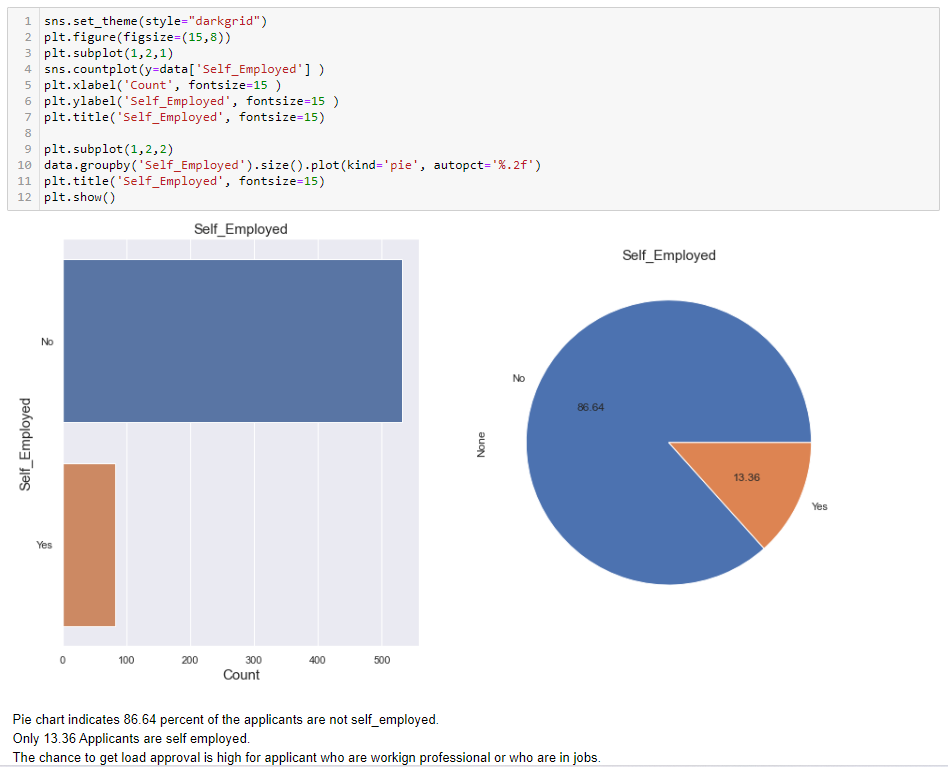 1 sns.set_theme(style="darkgrid")
2 plt.figure(figsize=(15,8))
3 plt.subplot(1,2,1)
4 sns.countplot(y=data['Self_Employed'] )
5 plt.xlabel('Count', fontsize=15 )
6 plt.ylabel('Self_Employed', fontsize=15 )
7 plt.title('Self_Employed', fontsize=15)
8
9 plt.subplot(1,2,2)
10 data.groupby('Self_Employed').size().plot(kind='pie', autopct='%.2f')
11 plt.title('Self_Employed', fontsize=15)
12 plt.show()
Self_Employed
No
Yes
Self_Employed
0 100 200 300 400 500
Count
Self_Employed
No
86.64
None
13.36
Yes
Pie chart indicates 86.64 percent of the applicants are not self_employed.
Only 13.36 Applicants are self employed.
The chance to get load approval is high for applicant who are workign professional or who are in jobs.